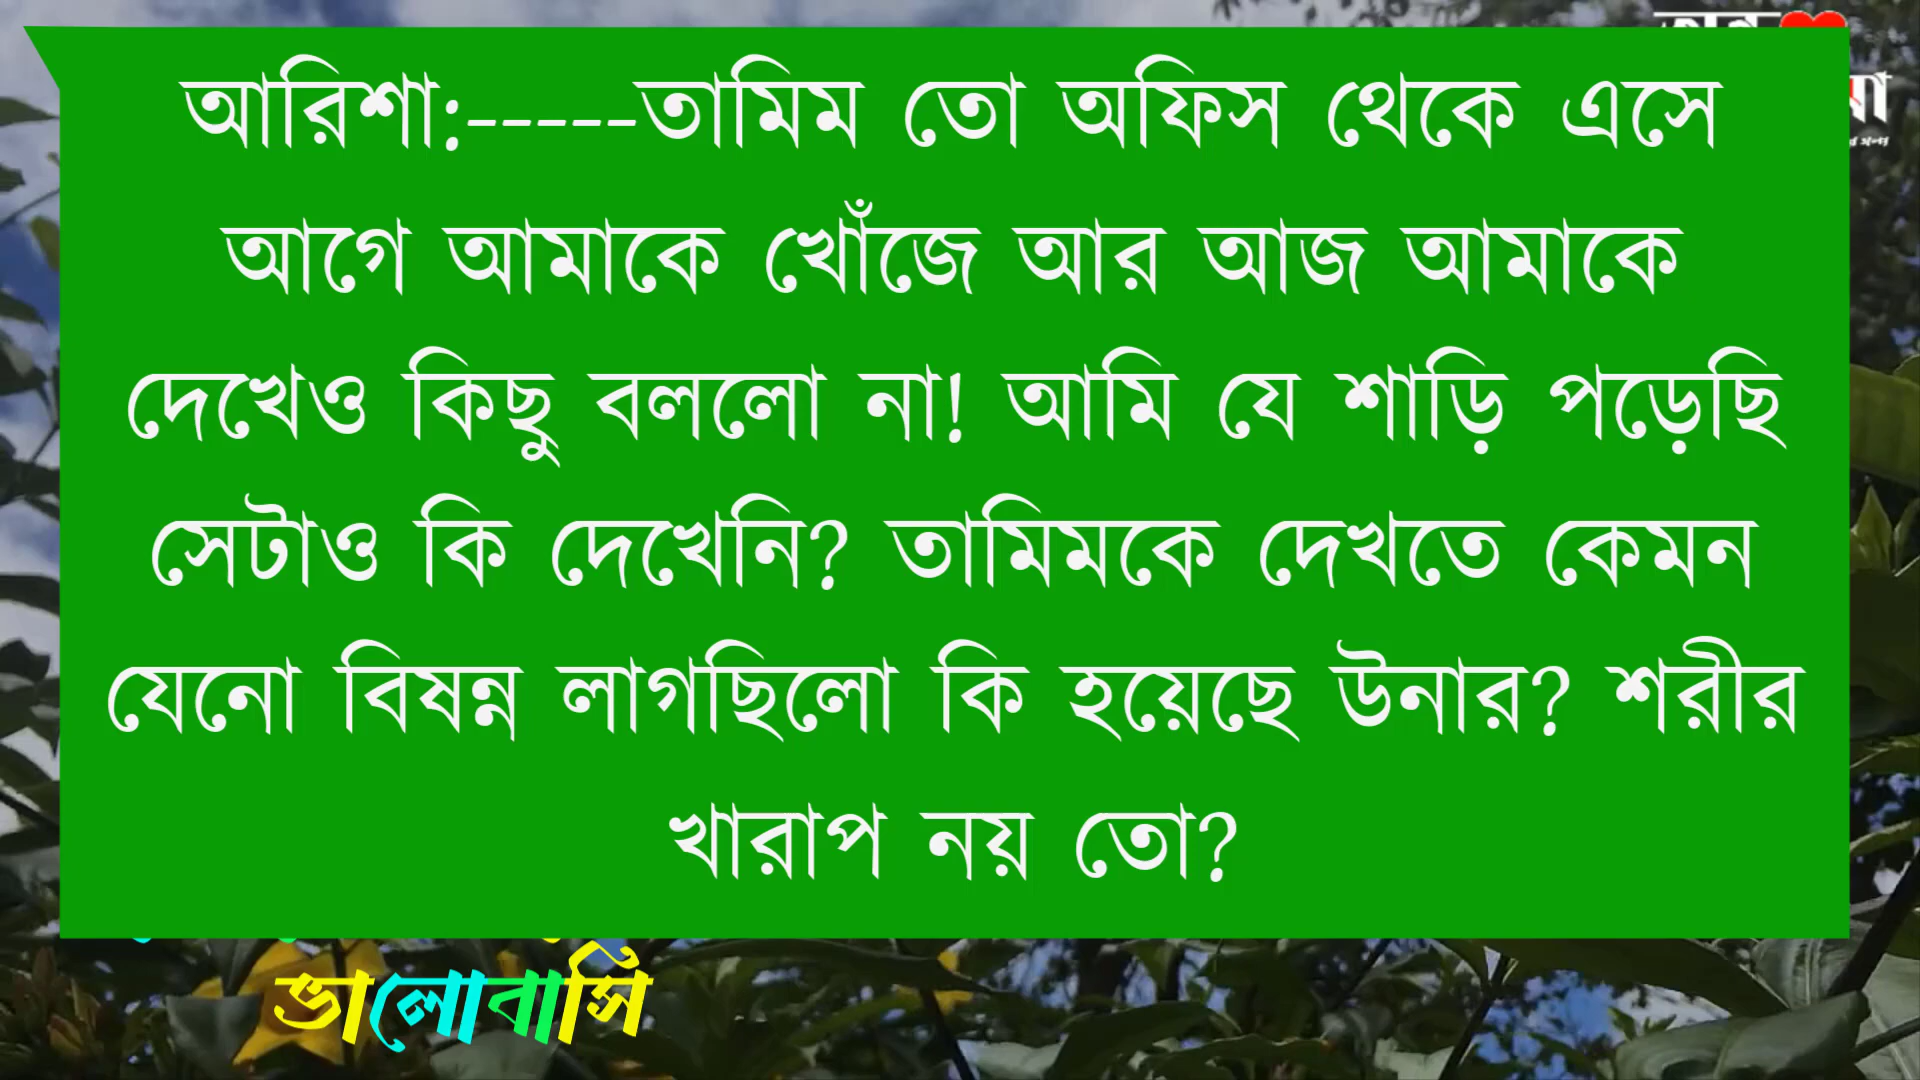 আরিশা:-----তামিম তো অফিস থেকে এসে
আগে আমাকে খোঁজে আর আজ আমাকে
দেখেও কিছু বললো না! আমি যে শাড়ি পড়েছি
সেটাও কি দেখেনি? তামিমকে দেখতে কেমন
যেনো বিষন্ন লাগছিলো কি হয়েছে উনার? শরীর
খারাপ নয় তো?
ভালোবাসি